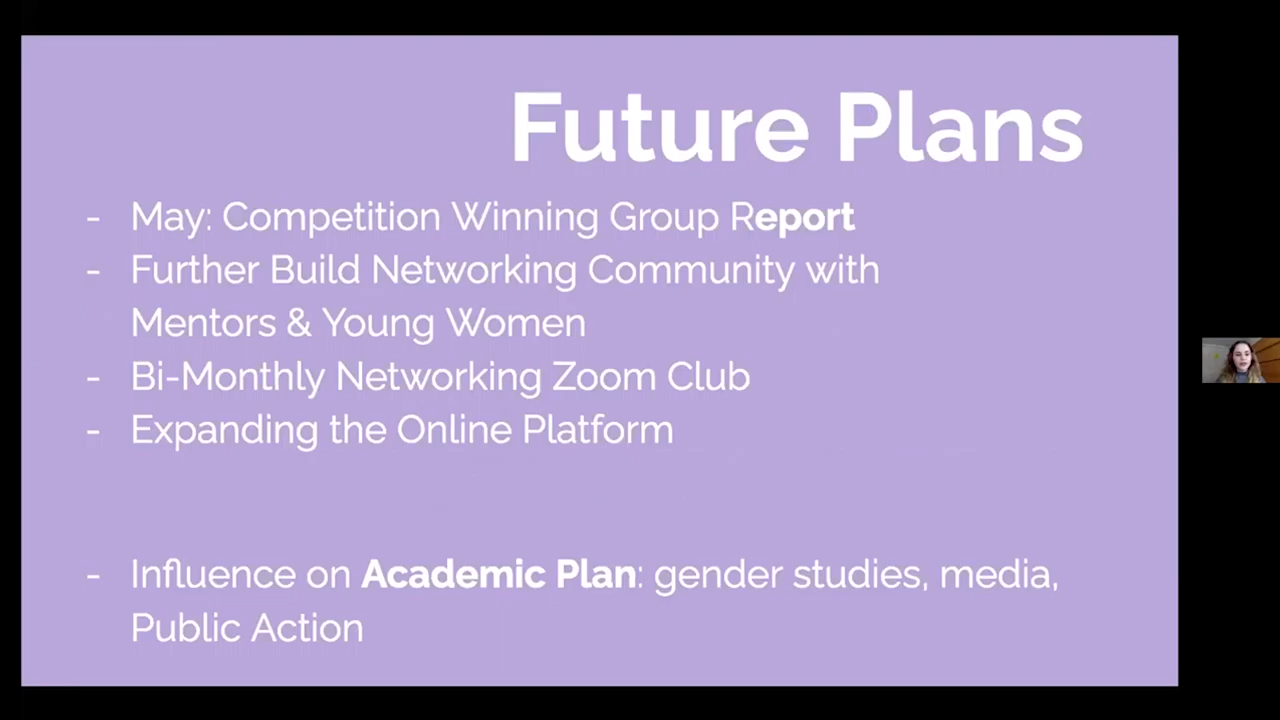 Future Plans
- May: Competition Winning Group Report
- Further Build Networking Community with
Mentors & Young Women
- Bi-Monthly Networking Zoom Club
- Expanding the Online Platform
- Influence on Academic Plan: gender studies, media,
Public Action